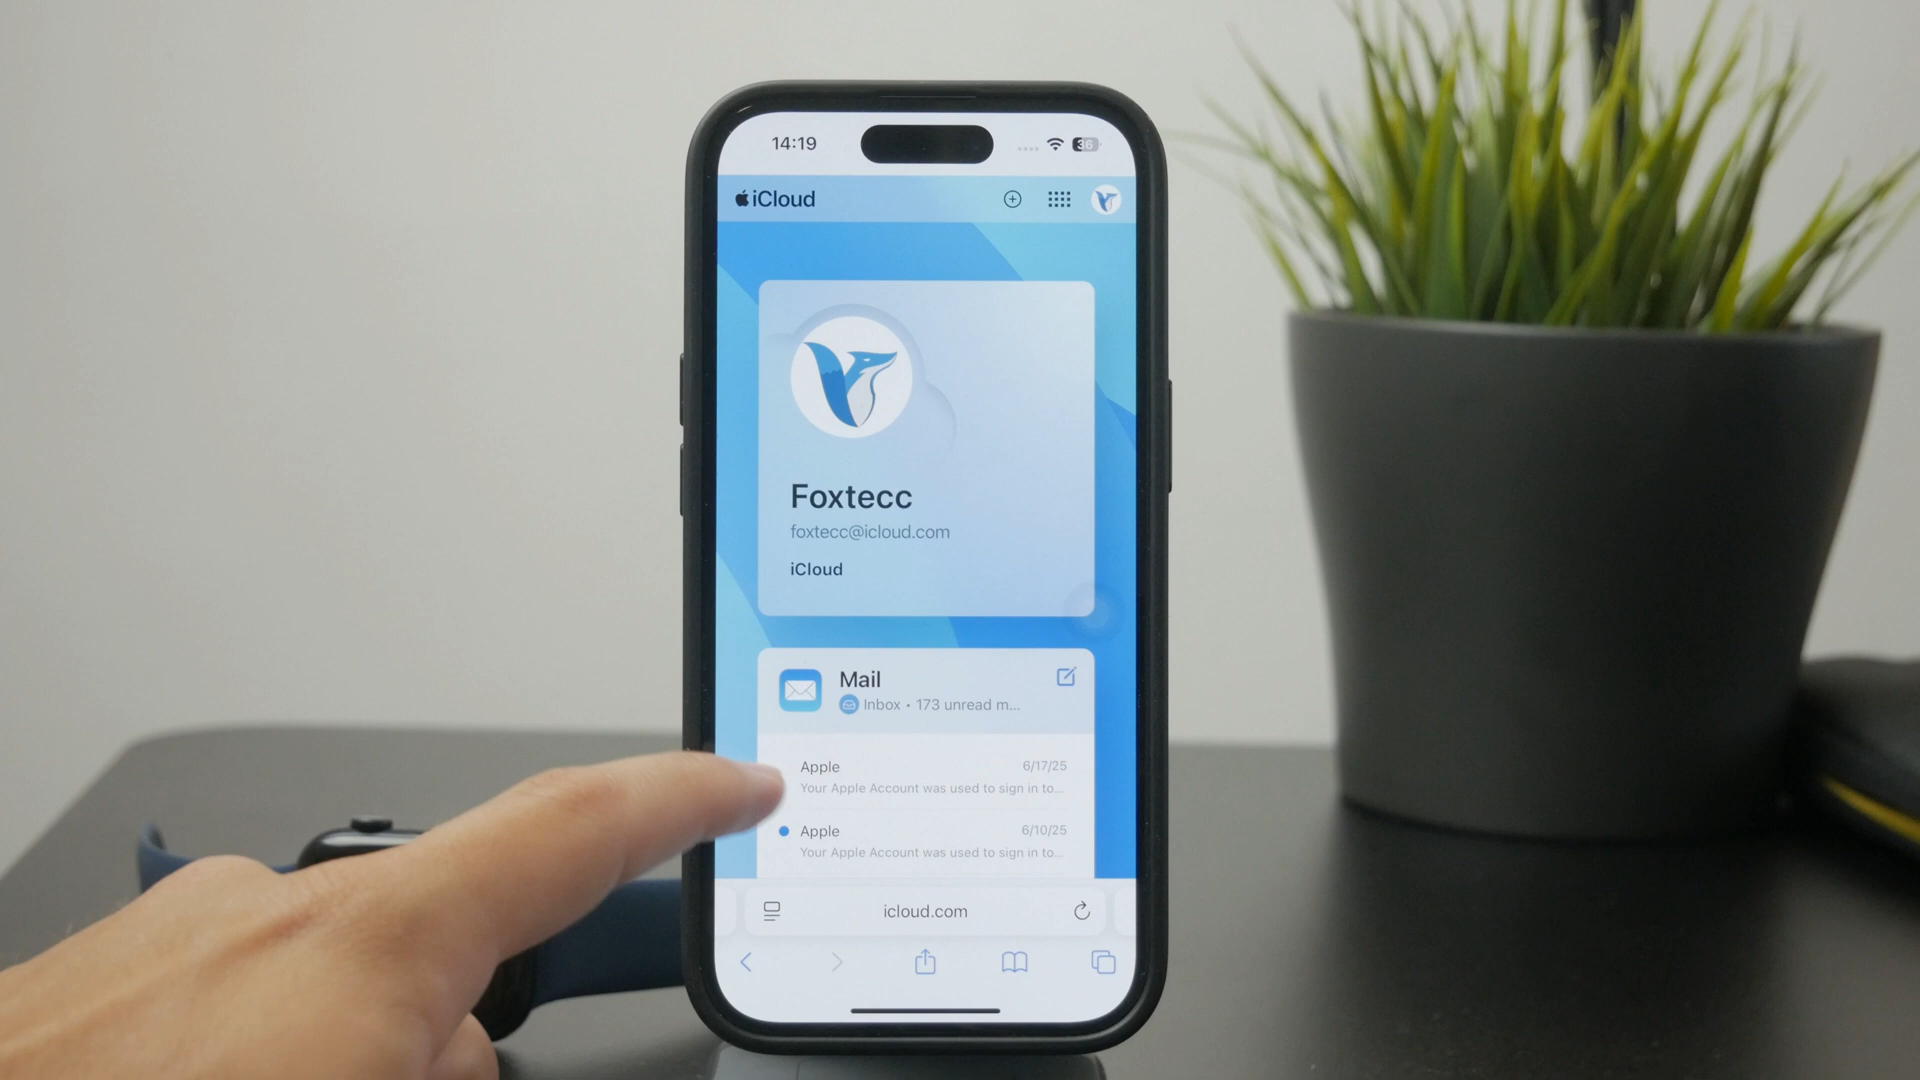 14:19
36
iCloud
Foxtecc
foxtecc@icloud.com
iCloud
Mail
Inbox • 173 unread m...
Apple 6/17/25
Your Apple Account was used to sign in to...
Apple 6/10/25
Your Apple Account was used to sign in to...
icloud.com